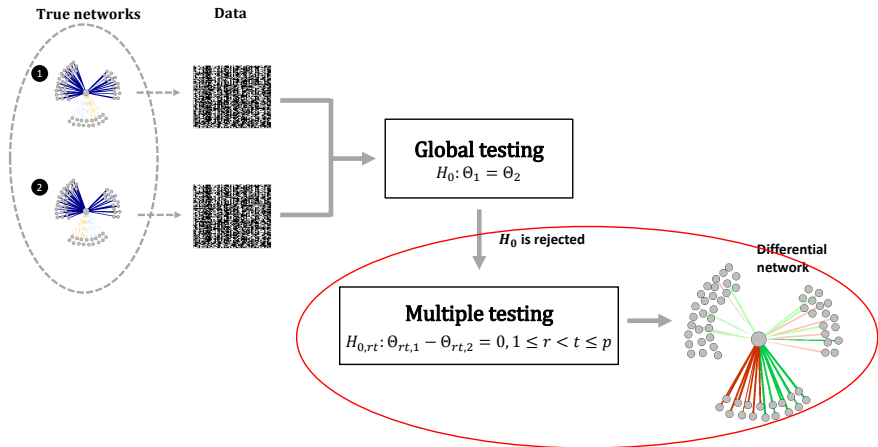 True networks
Data
1
2
Global testing
H₀: Θ₁ = Θ₂
H₀ is rejected
Differential
network
Multiple testing
H₀,ᵣₜ: Θᵣₜ,₁ − Θᵣₜ,₂ = 0, 1 ≤ r < t ≤ p